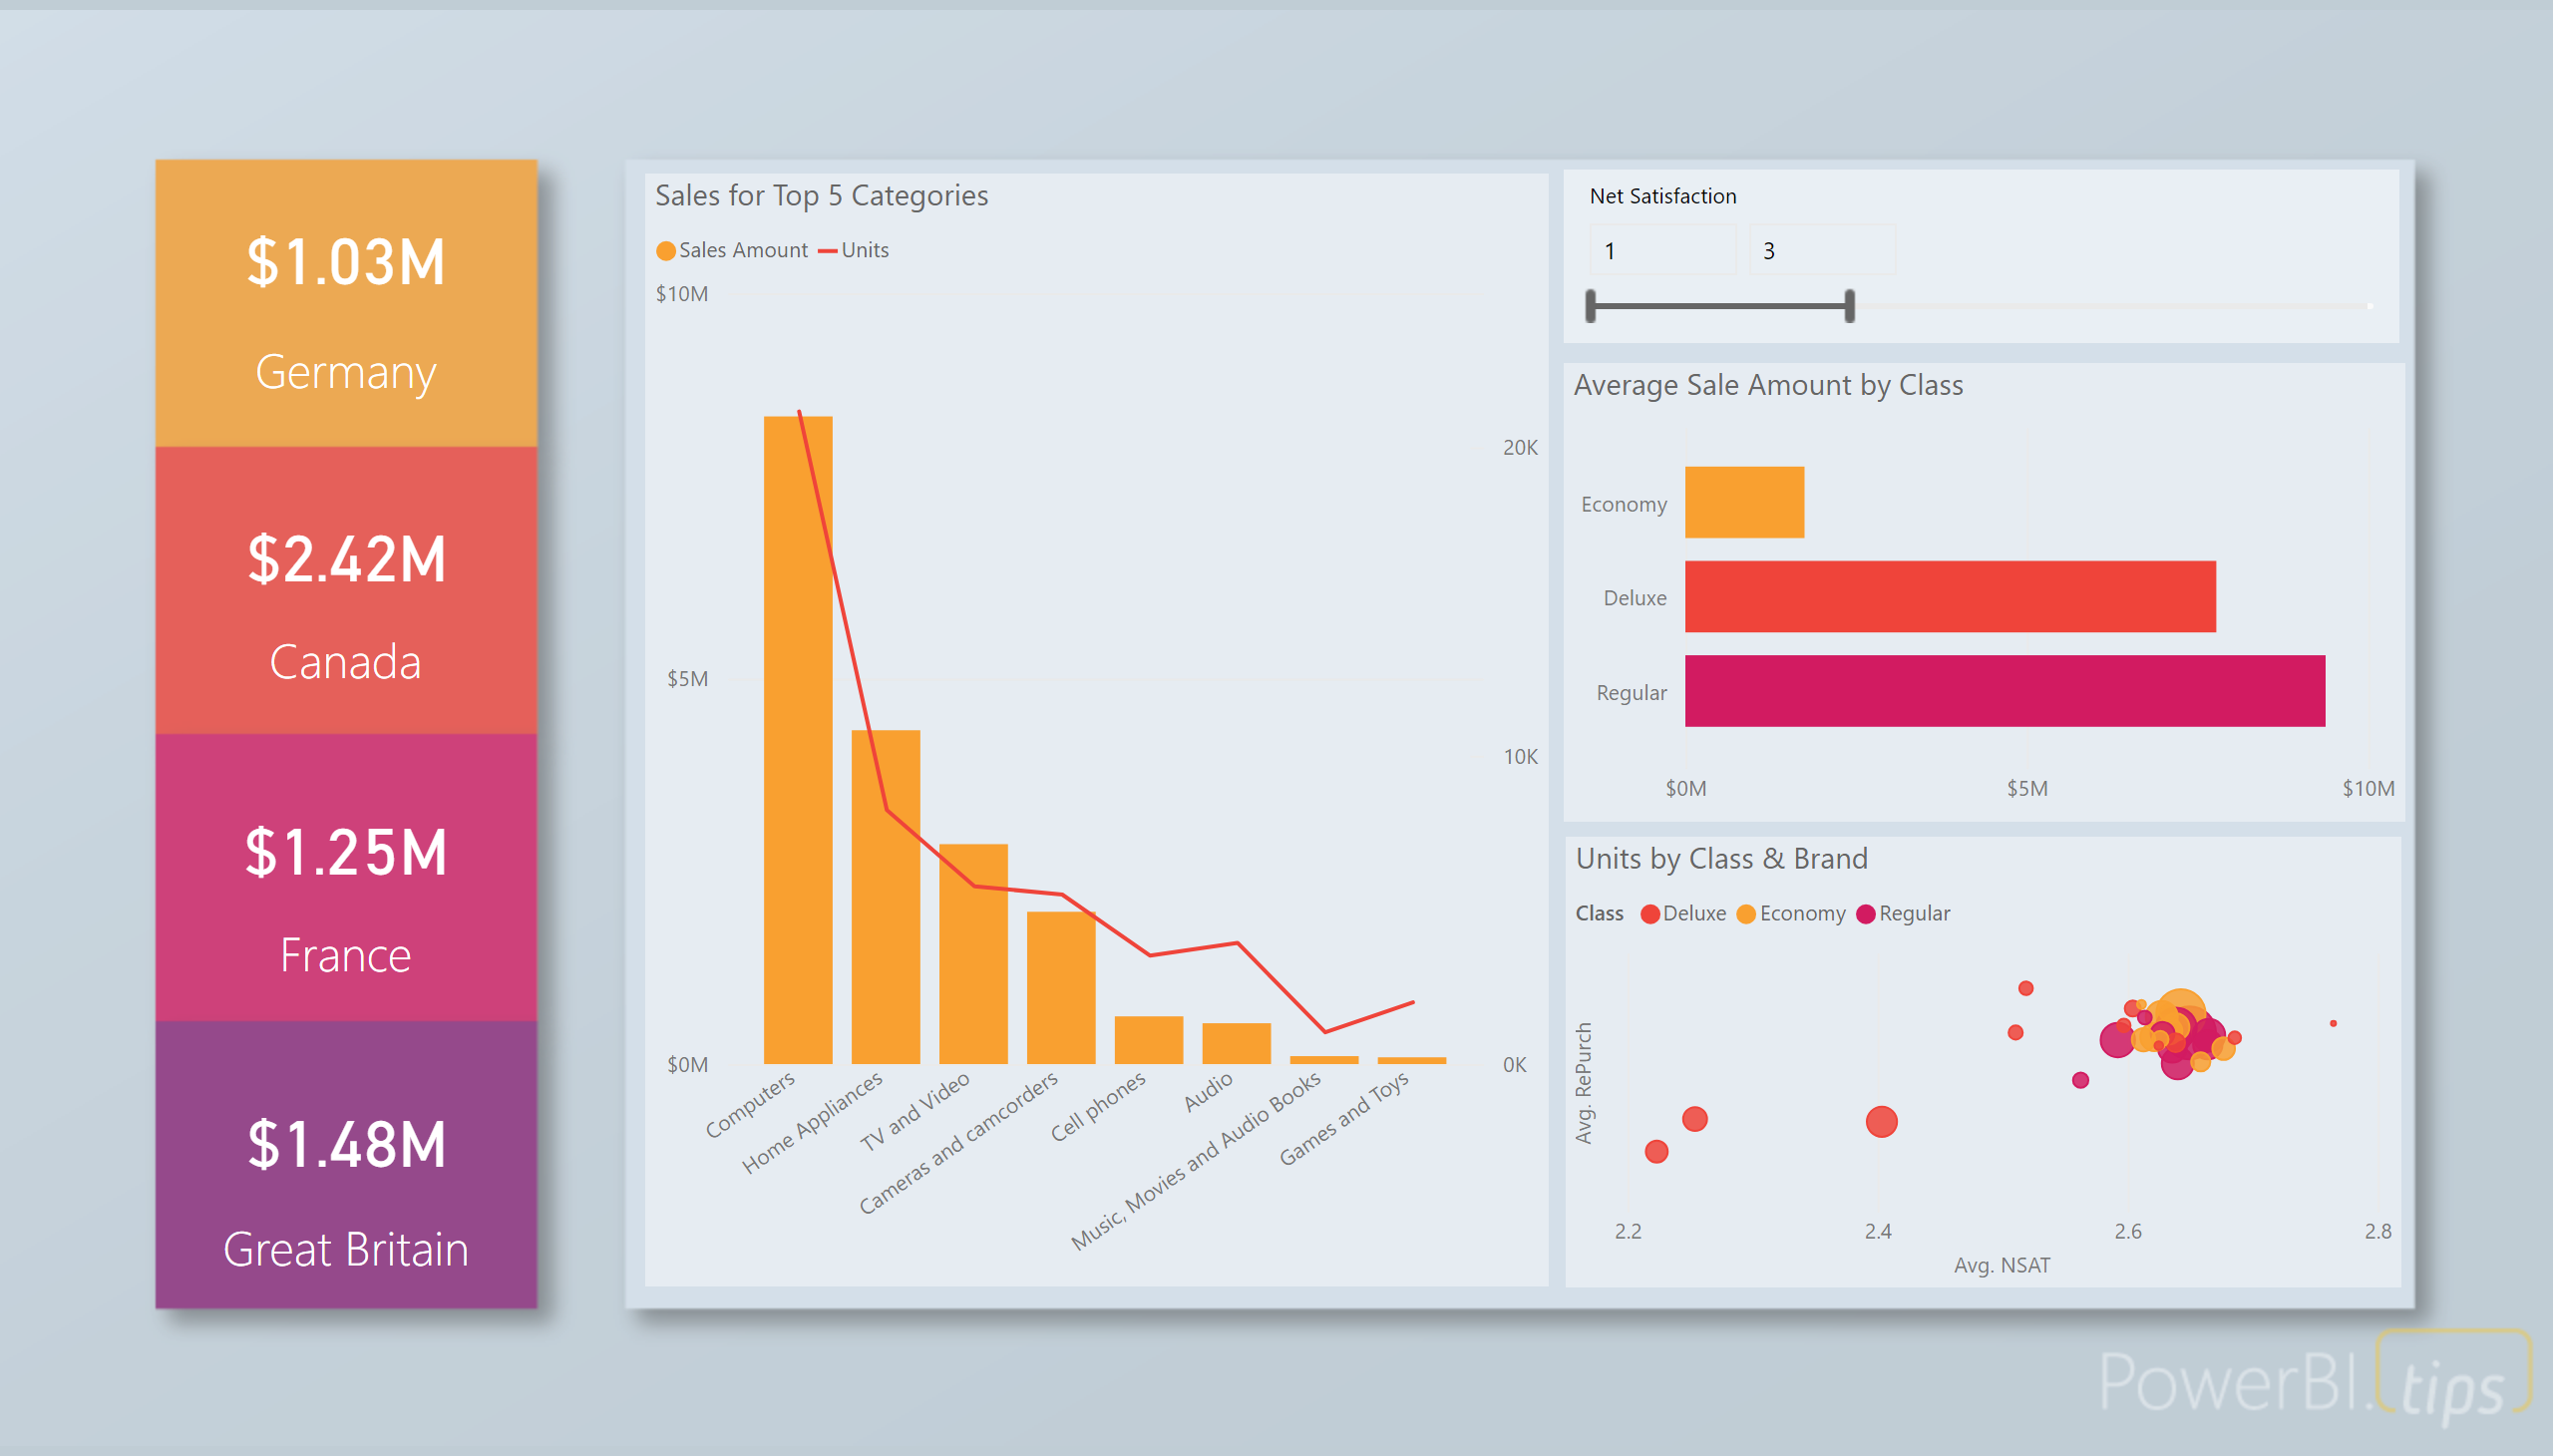 $1.03M
Germany
$2.42M
Canada
$1.25M
France
$1.48M
Great Britain
Sales for Top 5 Categories
Sales Amount Units
$10M
$5M
$0M
20K
10K
0K
Computers
Home Appliances
TV and Video
Cameras and camcorders
Cell phones
Audio
Music, Movies and Audio Books
Games and Toys
Net Satisfaction
1 3
Average Sale Amount by Class
Economy
Deluxe
Regular
$0M $5M $10M
Units by Class & Brand
Class Deluxe Economy Regular
Avg. RePurch
2.2 2.4 2.6 2.8
Avg. NSAT
PowerBI.tips